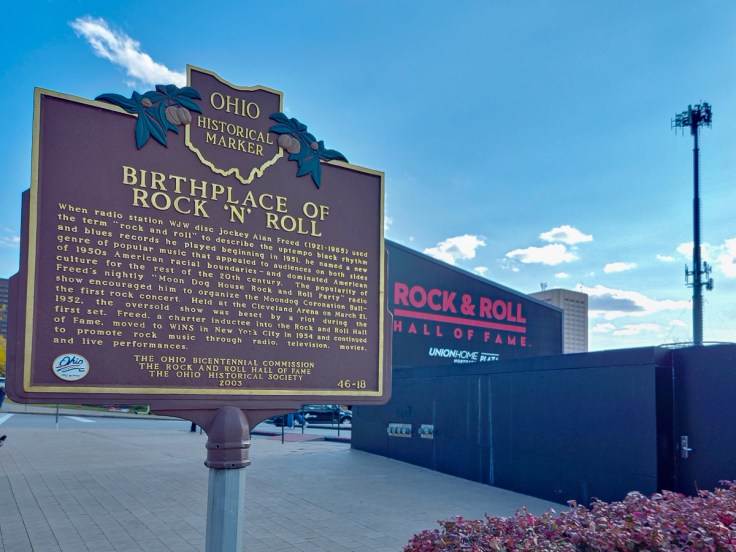 OHIO
HISTORICAL
MARKER
BIRTHPLACE OF
ROCK 'N' ROLL
When radio station WJW disc jockey Alan Freed (1921-1965) used
the term "rock and roll" to describe the uptempo black rhythm
and blues records he played beginning in 1951, he named a new
genre of popular music that appealed to audiences on both sides
of 1950s American racial boundaries-and dominated American
culture for the rest of the 20th century. The popularity of
Freed's nightly "Moon Dog House Rock and Roll Party" radio
show encouraged him to organize the Moondog Coronation Ball-
the first rock concert. Held at the Cleveland Arena on March 21,
1952, the oversold show was beset by a riot during the
first set. Freed, a charter inductee into the Rock and Roll Hall
of Fame, moved to WINS in New York City in 1954 and continued
to promote rock music through radio, television, movies,
and live performances.
THE OHIO BICENTENNIAL COMMISSION
THE ROCK AND ROLL HALL OF FAME
THE OHIO HISTORICAL SOCIETY
2003
46-18
Ohio
ROCK & ROLL
HALL OF FAME
UNIONHOME PLAZA
MORTGAGE